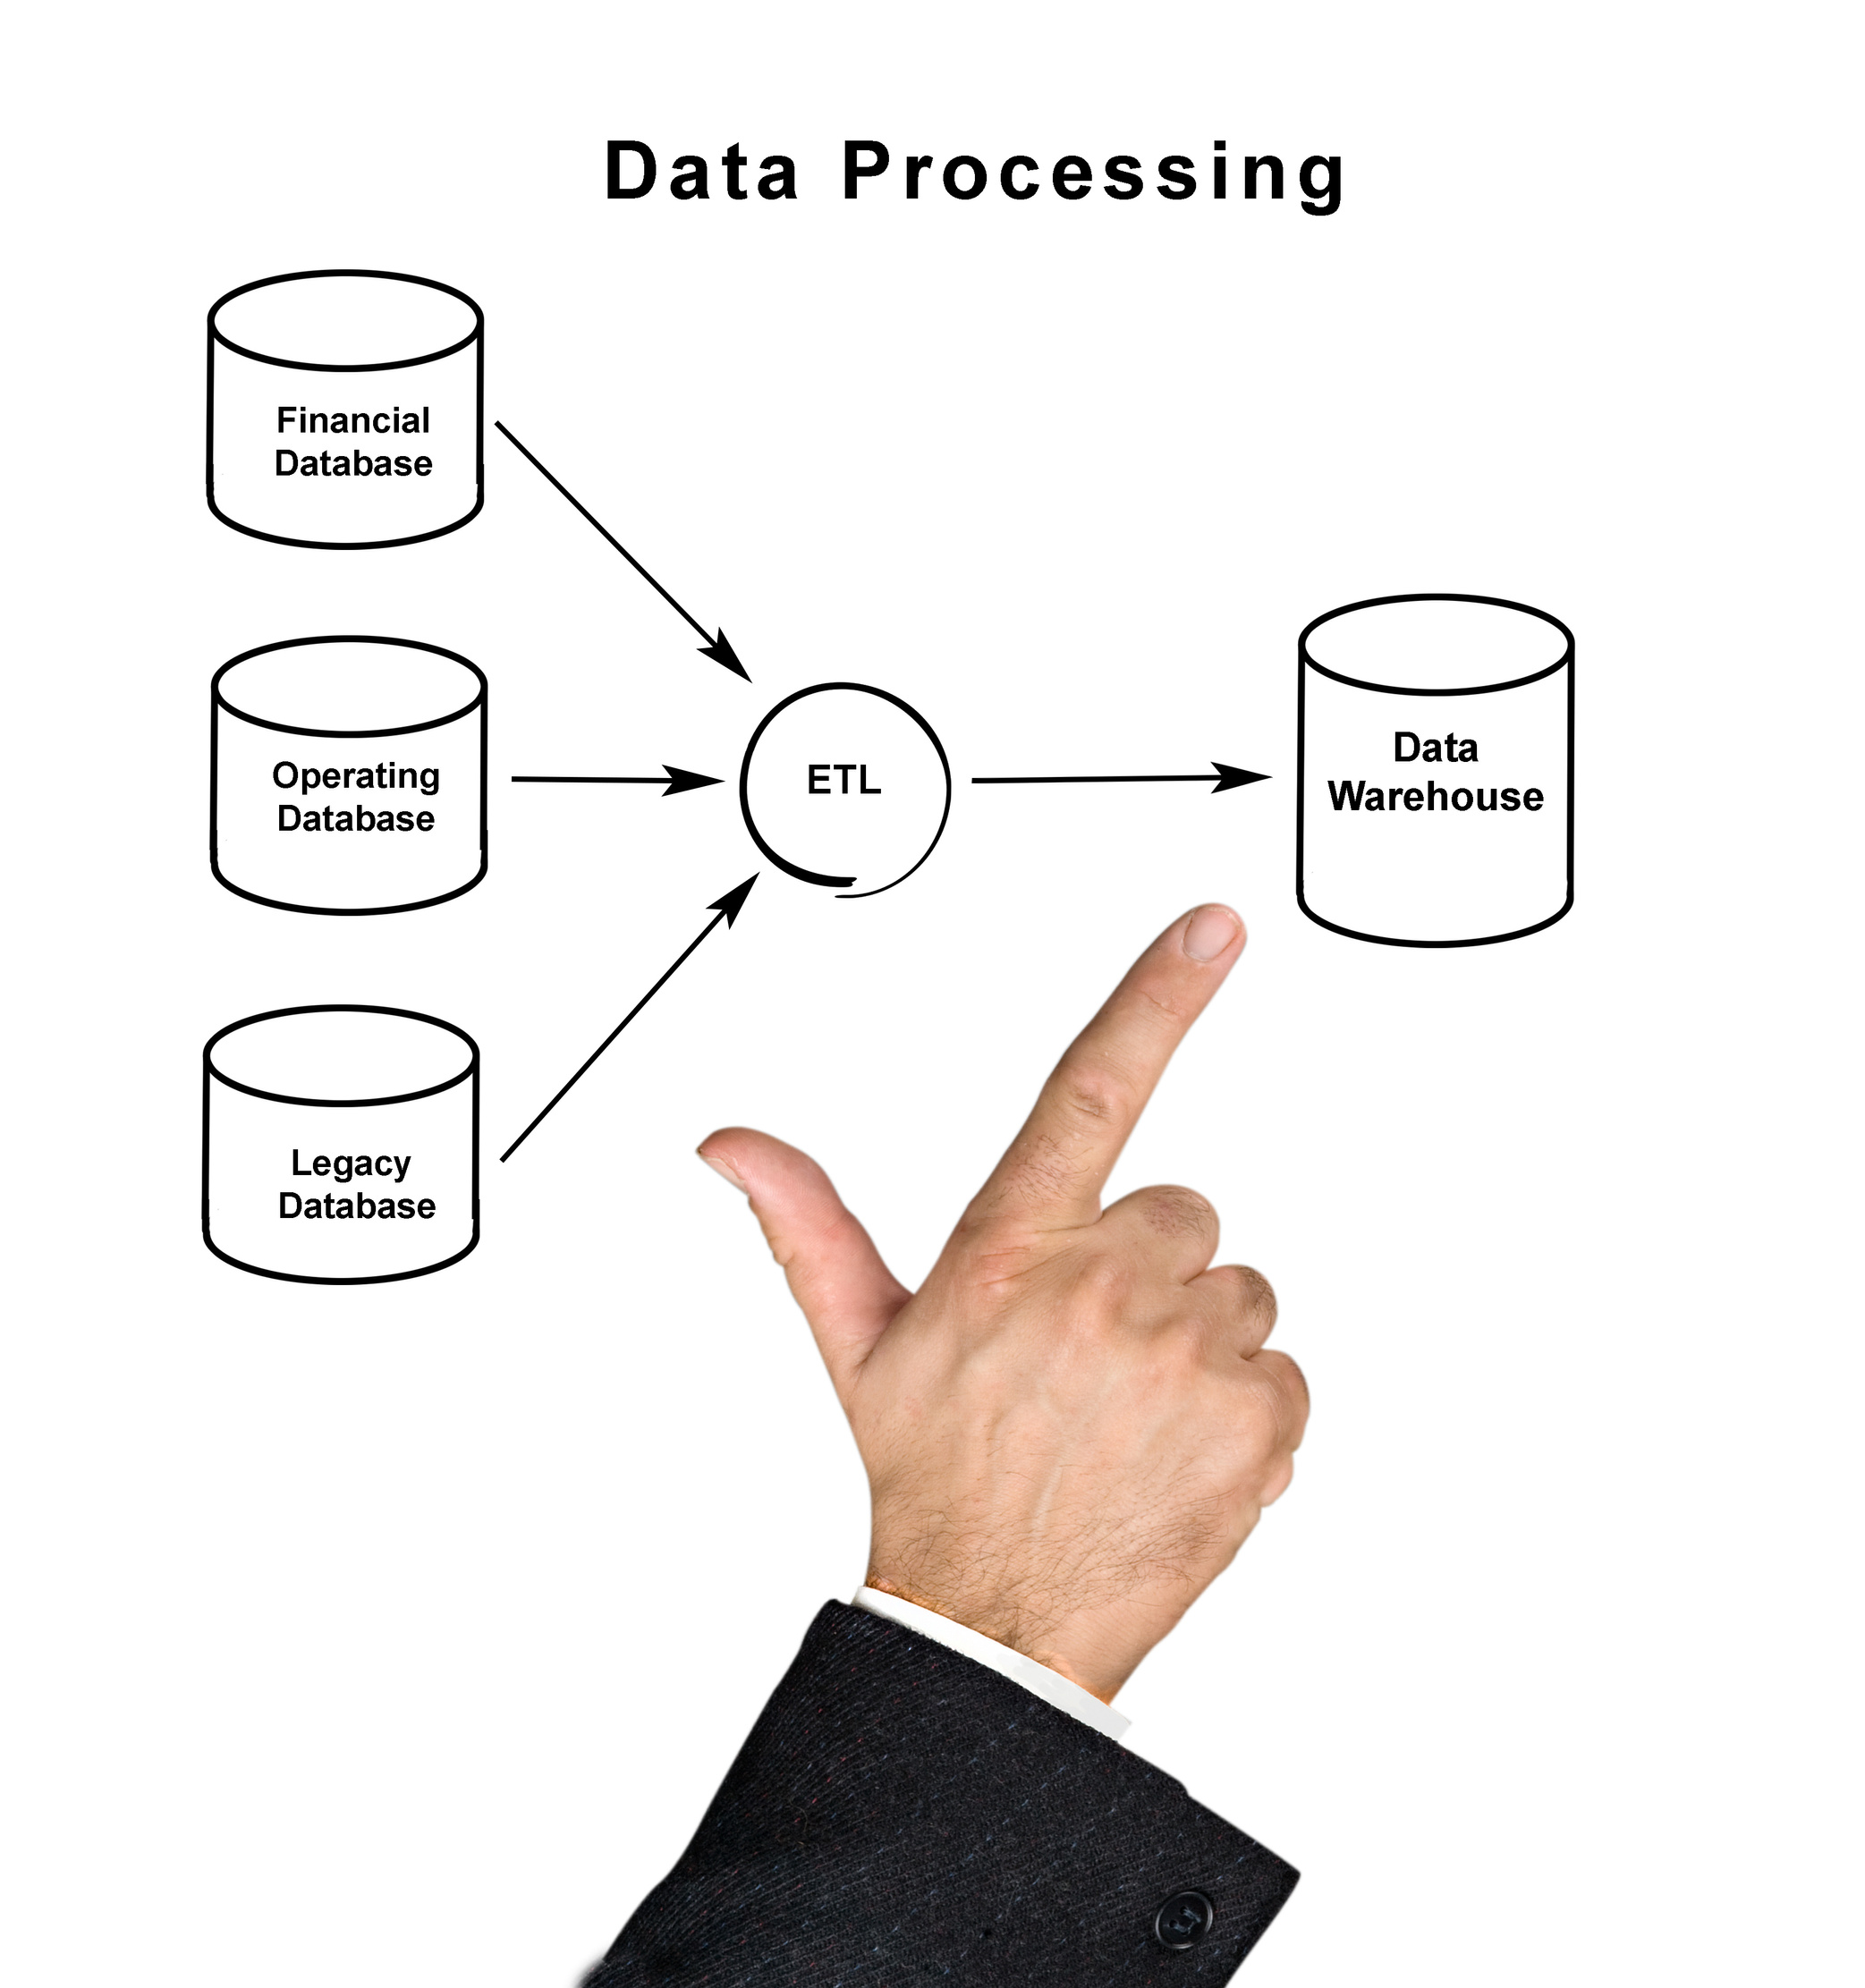 Data Processing
Financial
Database
Operating
Database
Legacy
Database
ETL
Data
Warehouse